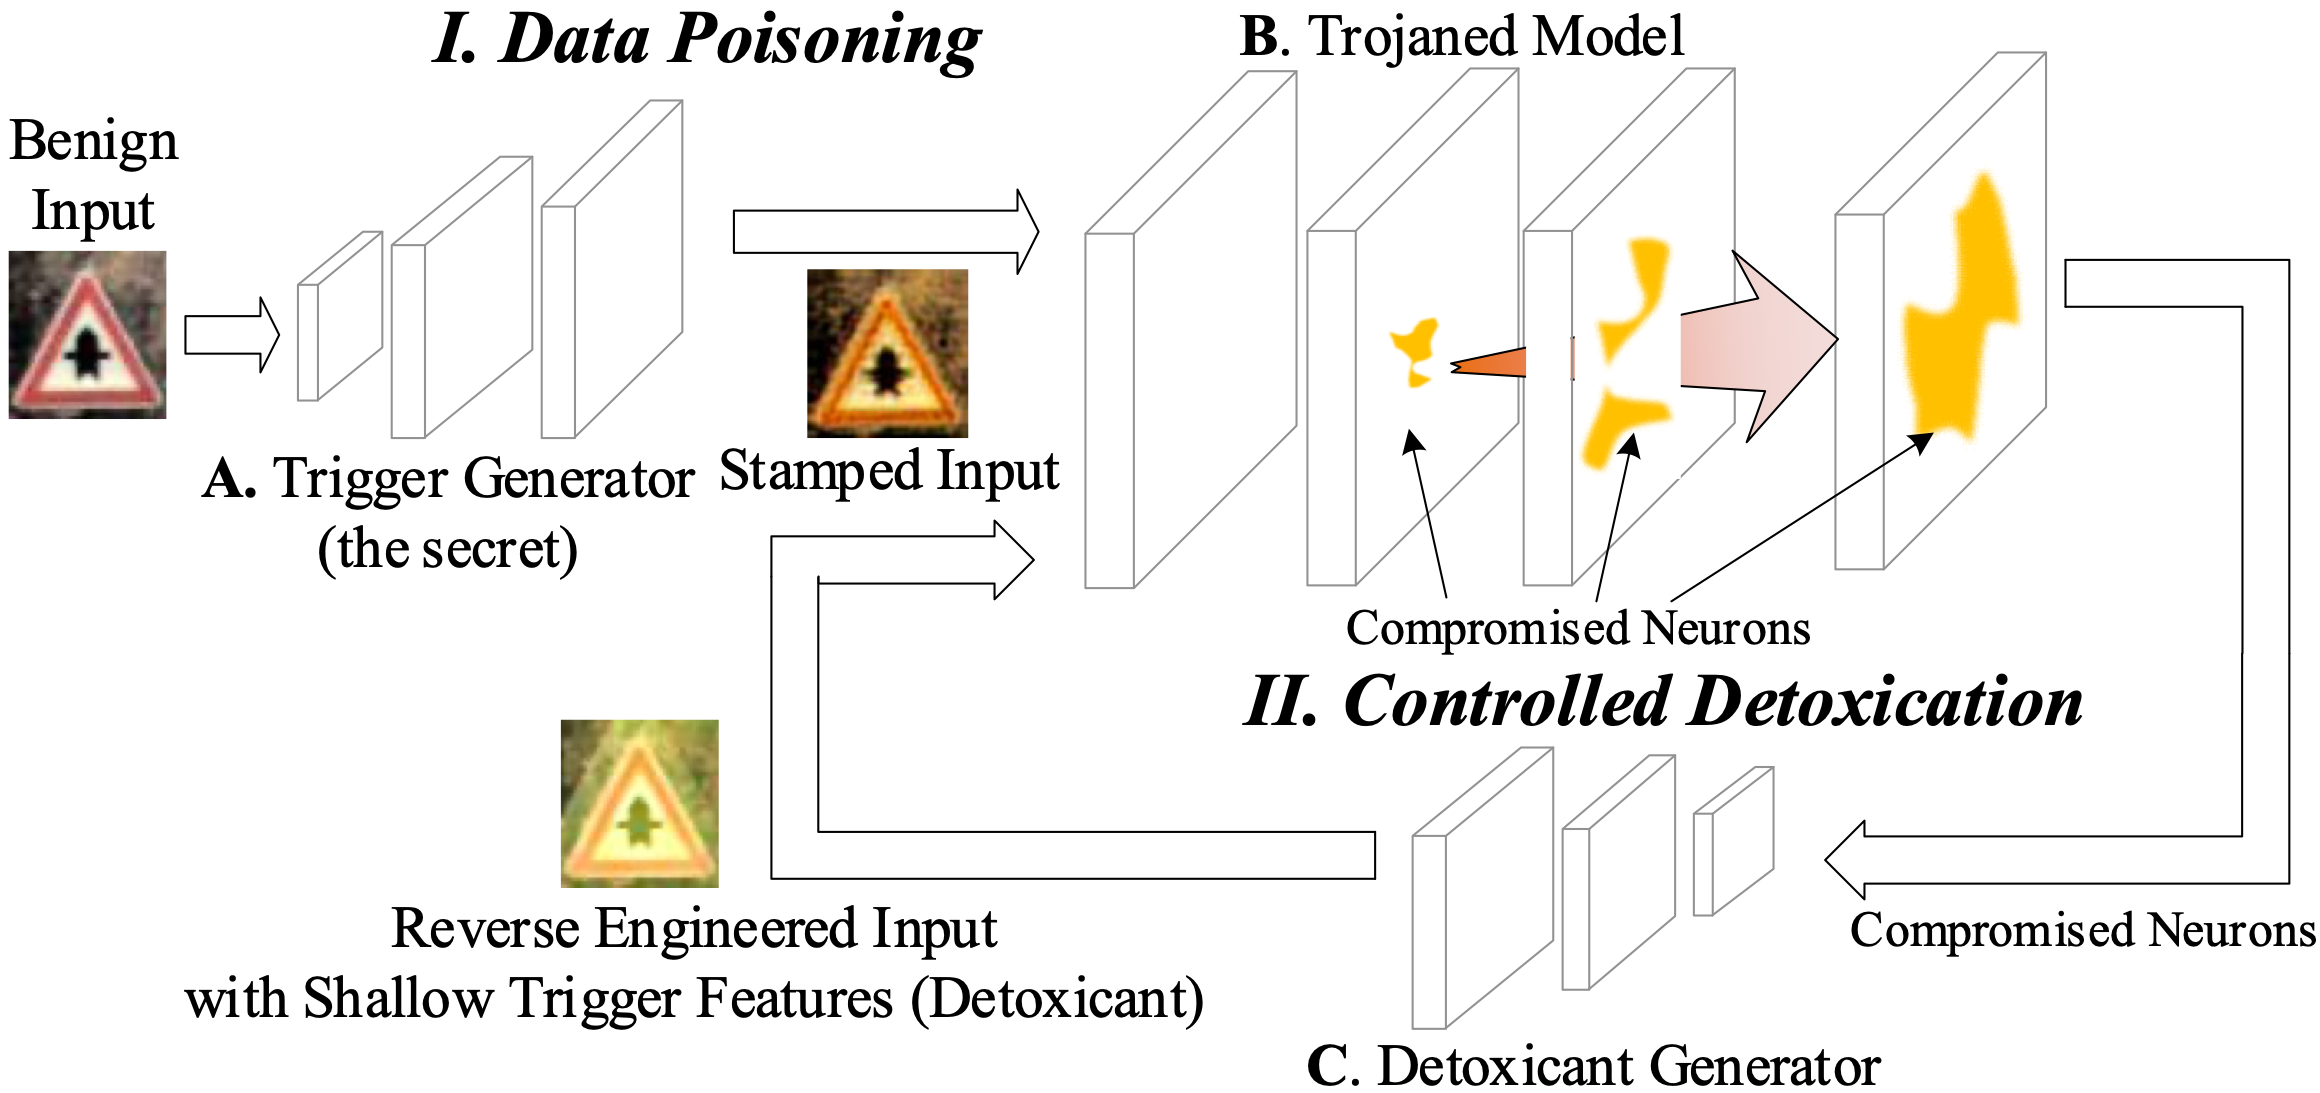 I. Data Poisoning
B. Trojaned Model
Benign
Input
A. Trigger Generator
(the secret)
Stamped Input
Compromised Neurons
II. Controlled Detoxication
Reverse Engineered Input
with Shallow Trigger Features (Detoxicant)
Compromised Neurons
C. Detoxicant Generator